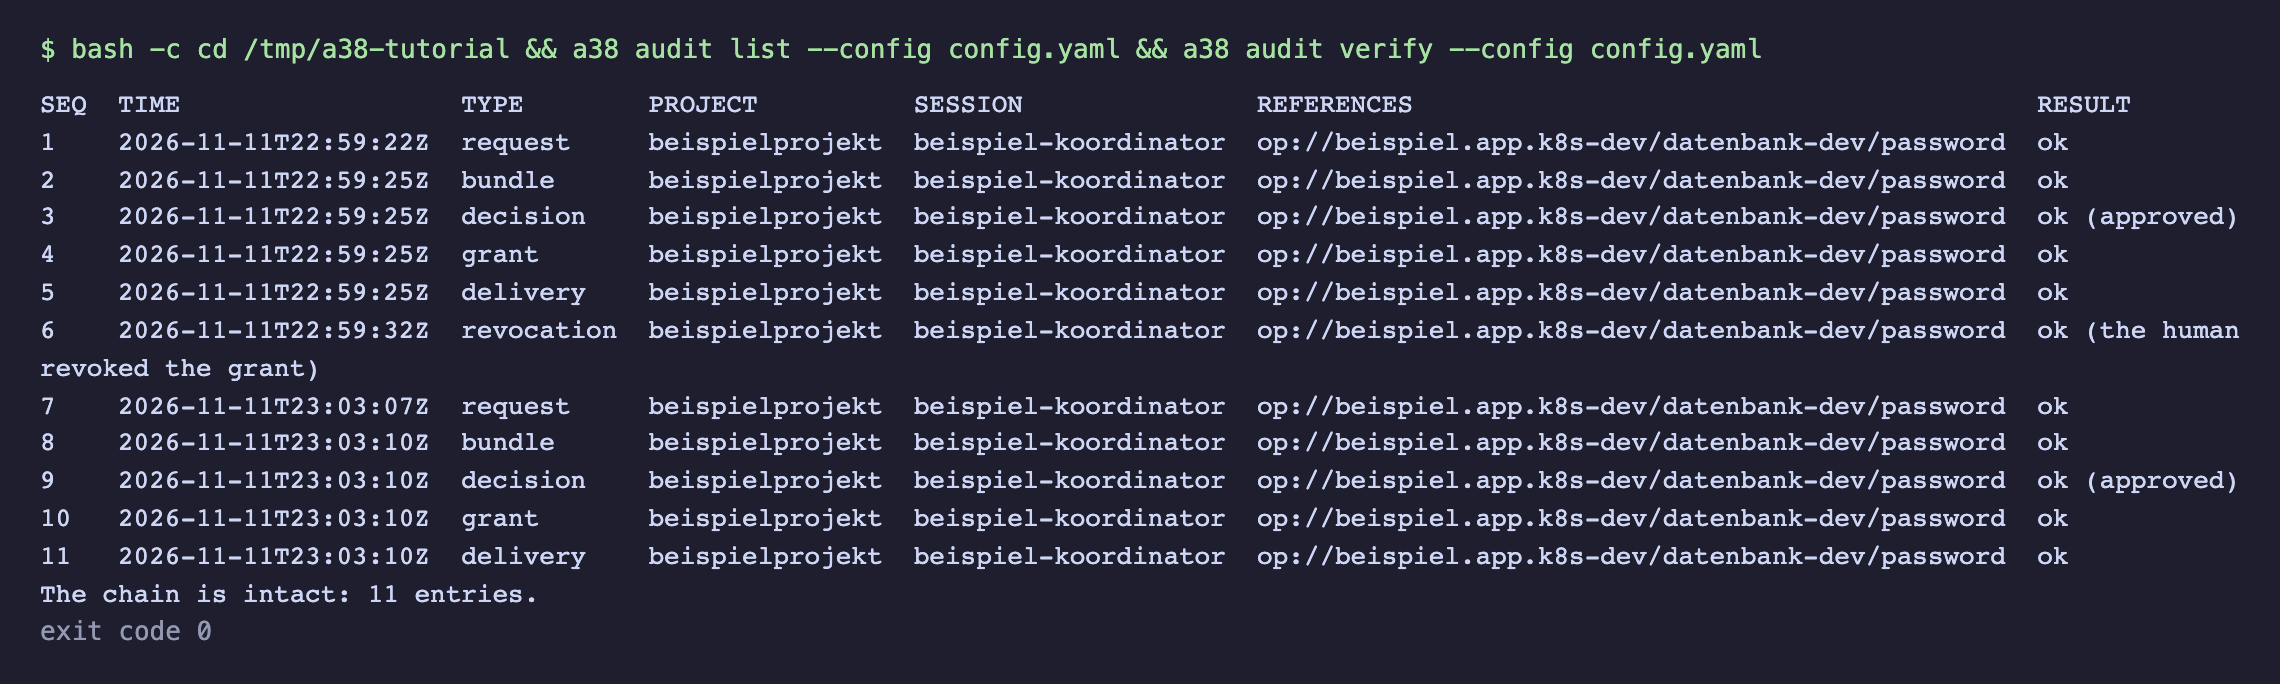 $ bash -c cd /tmp/a38-tutorial && a38 audit list --config config.yaml && a38 audit verify --config config.yaml
SEQ  TIME                  TYPE        PROJECT          SESSION               REFERENCES                                        RESULT
1    2026-11-11T22:59:22Z  request     beispielprojekt  beispiel-koordinator  op://beispiel.app.k8s-dev/datenbank-dev/password  ok
2    2026-11-11T22:59:25Z  bundle      beispielprojekt  beispiel-koordinator  op://beispiel.app.k8s-dev/datenbank-dev/password  ok
3    2026-11-11T22:59:25Z  decision    beispielprojekt  beispiel-koordinator  op://beispiel.app.k8s-dev/datenbank-dev/password  ok (approved)
4    2026-11-11T22:59:25Z  grant       beispielprojekt  beispiel-koordinator  op://beispiel.app.k8s-dev/datenbank-dev/password  ok
5    2026-11-11T22:59:25Z  delivery    beispielprojekt  beispiel-koordinator  op://beispiel.app.k8s-dev/datenbank-dev/password  ok
6    2026-11-11T22:59:32Z  revocation  beispielprojekt  beispiel-koordinator  op://beispiel.app.k8s-dev/datenbank-dev/password  ok (the human
revoked the grant)
7    2026-11-11T23:03:07Z  request     beispielprojekt  beispiel-koordinator  op://beispiel.app.k8s-dev/datenbank-dev/password  ok
8    2026-11-11T23:03:10Z  bundle      beispielprojekt  beispiel-koordinator  op://beispiel.app.k8s-dev/datenbank-dev/password  ok
9    2026-11-11T23:03:10Z  decision    beispielprojekt  beispiel-koordinator  op://beispiel.app.k8s-dev/datenbank-dev/password  ok (approved)
10   2026-11-11T23:03:10Z  grant       beispielprojekt  beispiel-koordinator  op://beispiel.app.k8s-dev/datenbank-dev/password  ok
11   2026-11-11T23:03:10Z  delivery    beispielprojekt  beispiel-koordinator  op://beispiel.app.k8s-dev/datenbank-dev/password  ok
The chain is intact: 11 entries.
exit code 0